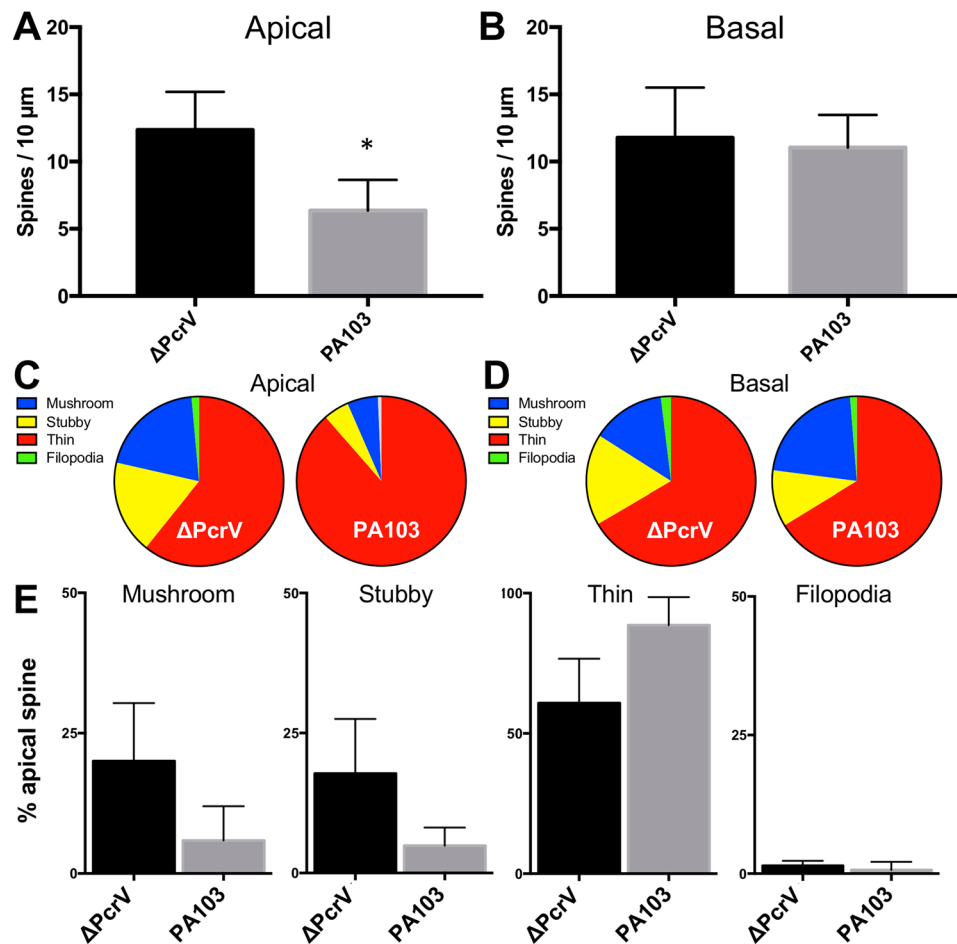 A
Apical
20
15
10
5
0
Spines / 10 µm
*
ΔPcrV
PA103
B
Basal
20
15
10
5
0
Spines / 10 µm
ΔPcrV
PA103
C
Apical
Mushroom
Stubby
Thin
Filopodia
ΔPcrV
PA103
D
Basal
Mushroom
Stubby
Thin
Filopodia
ΔPcrV
PA103
E
% apical spine
Mushroom
50
25
0
ΔPcrV
PA103
Stubby
50
25
0
ΔPcrV
PA103
Thin
100
50
0
ΔPcrV
PA103
Filopodia
50
25
0
ΔPcrV
PA103